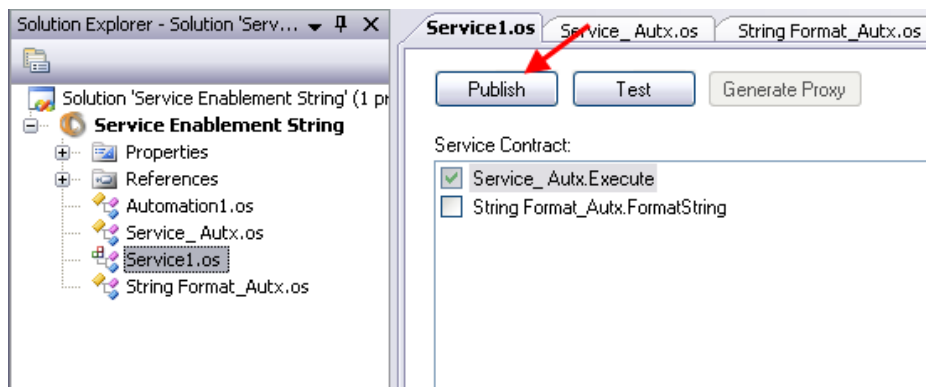 Solution Explorer - Solution 'Serv...
Solution 'Service Enablement String' (1 pr
Service Enablement String
Properties
References
Automation1.os
Service_ Autx.os
Service1.os
String Format_Autx.os
Service1.os Service_ Autx.os String Format_Autx.os
Publish Test Generate Proxy
Service Contract:
Service_ Autx.Execute
String Format_Autx.FormatString